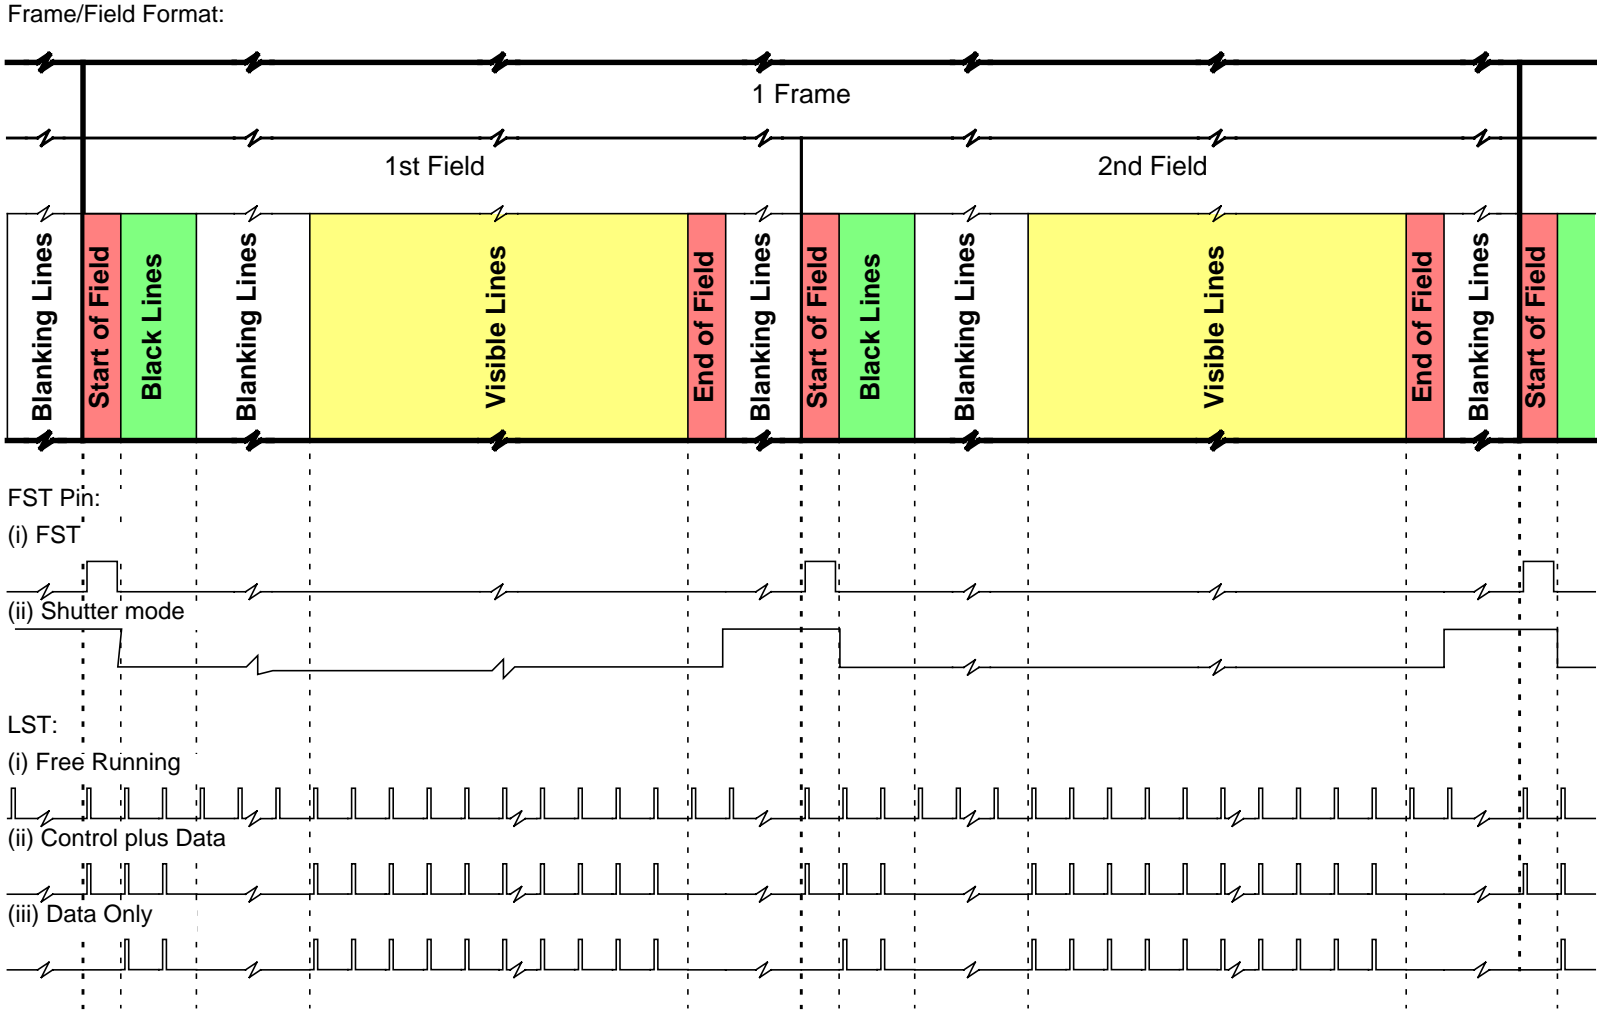 Frame/Field Format:
1 Frame
1st Field
2nd Field
Blanking Lines
Start of Field
Black Lines
Blanking Lines
Visible Lines
End of Field
Blanking Lines
Start of Field
Black Lines
Blanking Lines
Visible Lines
End of Field
Blanking Lines
Start of Field
FST Pin:
(i) FST
(ii) Shutter mode
LST:
(i) Free Running
(ii) Control plus Data
(iii) Data Only